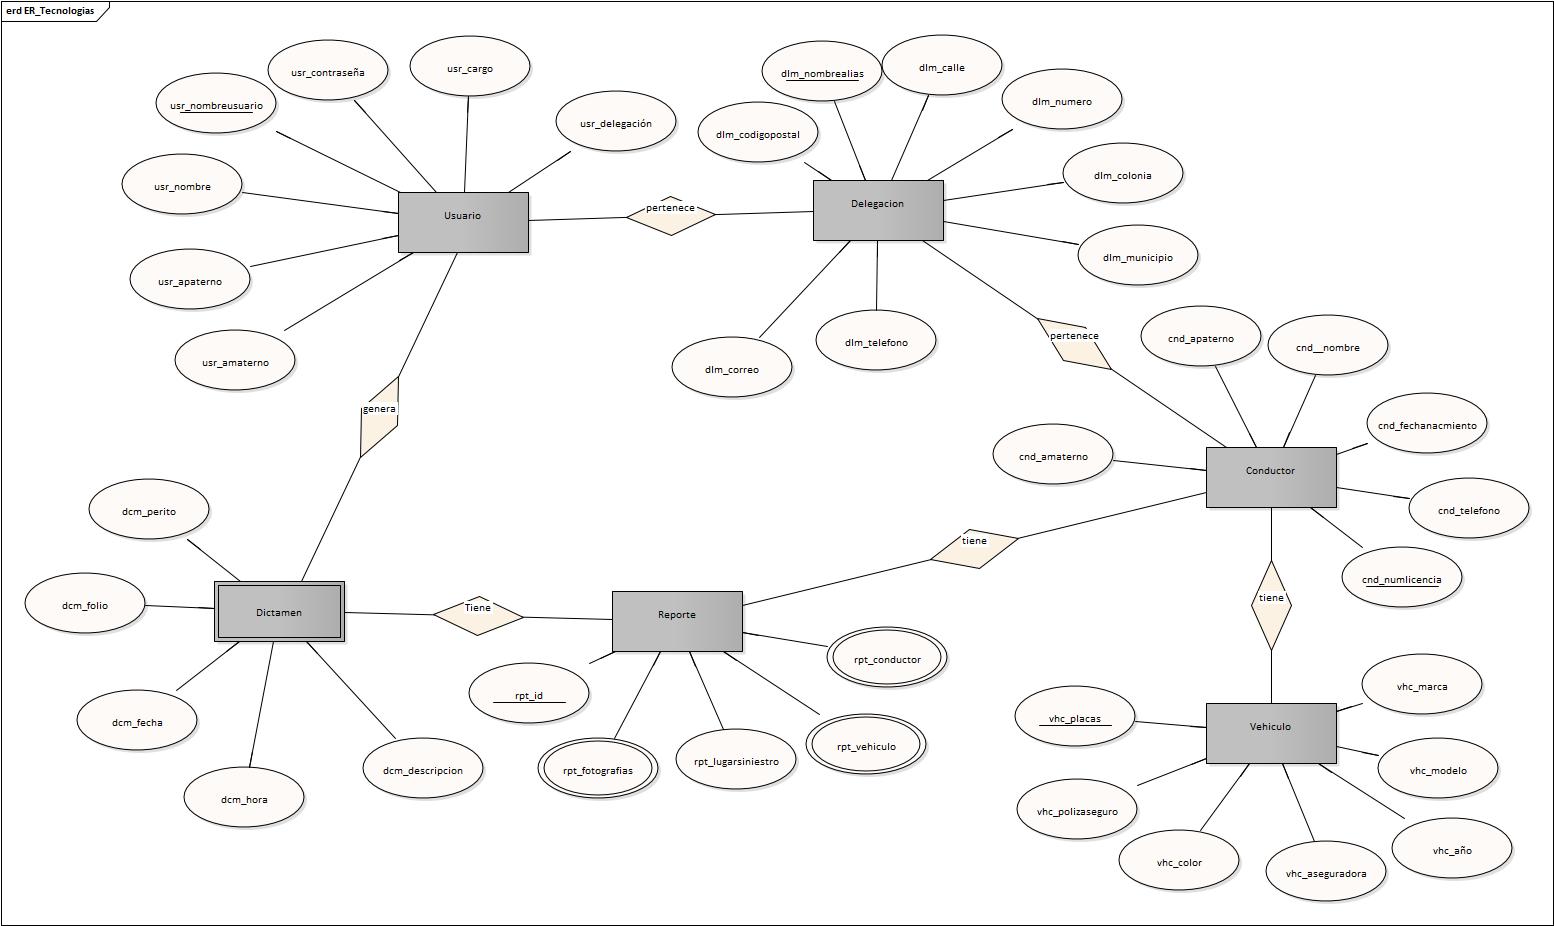 erd ER_Tecnologias
usr_contraseña
usr_cargo
usr_nombreusuario
usr_delegación
usr_nombre
Usuario
usr_apaterno
usr_amaterno
pertenece
dlm_nombrealias
dlm_calle
dlm_numero
dlm_codigopostal
dlm_colonia
Delegacion
dlm_municipio
dlm_telefono
dlm_correo
pertenece
cnd_apaterno
cnd__nombre
cnd_fechanacmiento
cnd_amaterno
Conductor
cnd_telefono
cnd_numlicencia
genera
dcm_perito
dcm_folio
Dictamen
dcm_fecha
dcm_hora
dcm_descripcion
Tiene
Reporte
tiene
rpt_conductor
rpt_id
rpt_fotografias
rpt_lugarsiniestro
rpt_vehiculo
tiene
vhc_marca
vhc_placas
Vehiculo
vhc_modelo
vhc_polizaseguro
vhc_color
vhc_aseguradora
vhc_año